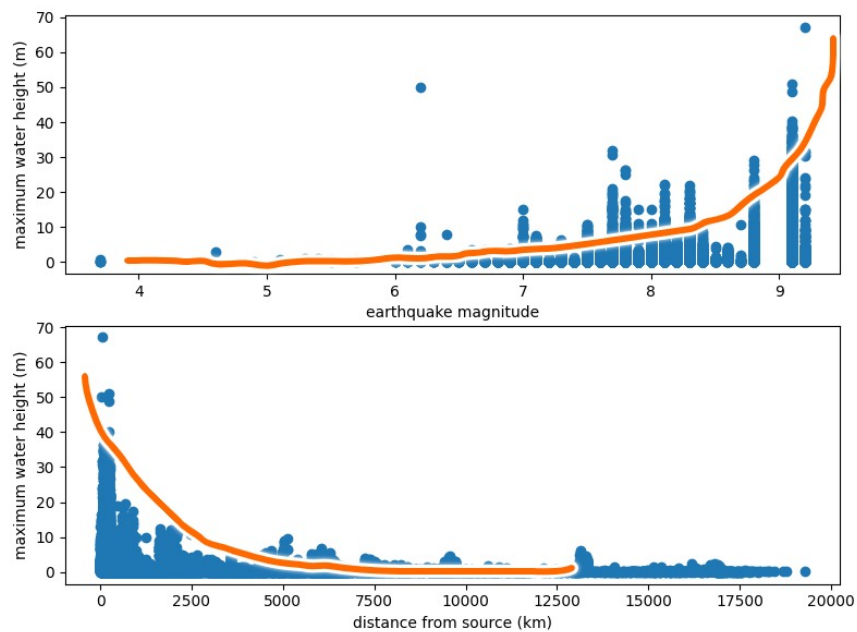 70
60
50
40
30
20
10
0
maximum water height (m)
4 5 6 7 8 9
earthquake magnitude
70
60
50
40
30
20
10
0
maximum water height (m)
0 2500 5000 7500 10000 12500 15000 17500 20000
distance from source (km)